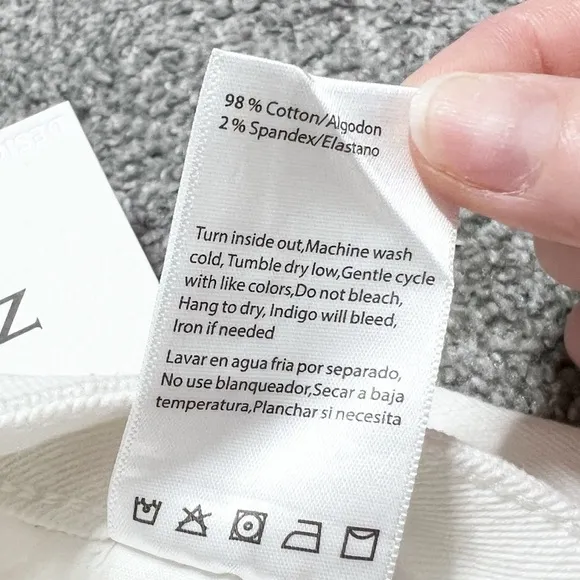 98 % Cotton/Algodon
2 % Spandex/Elastano
Turn inside out,Machine wash
cold, Tumble dry low,Gentle cycle
with like colors,Do not bleach,
Hang to dry, Indigo will bleed,
Iron if needed
Lavar en agua fria por separado,
No use blanqueador,Secar a baja
temperatura,Planchar si necesita